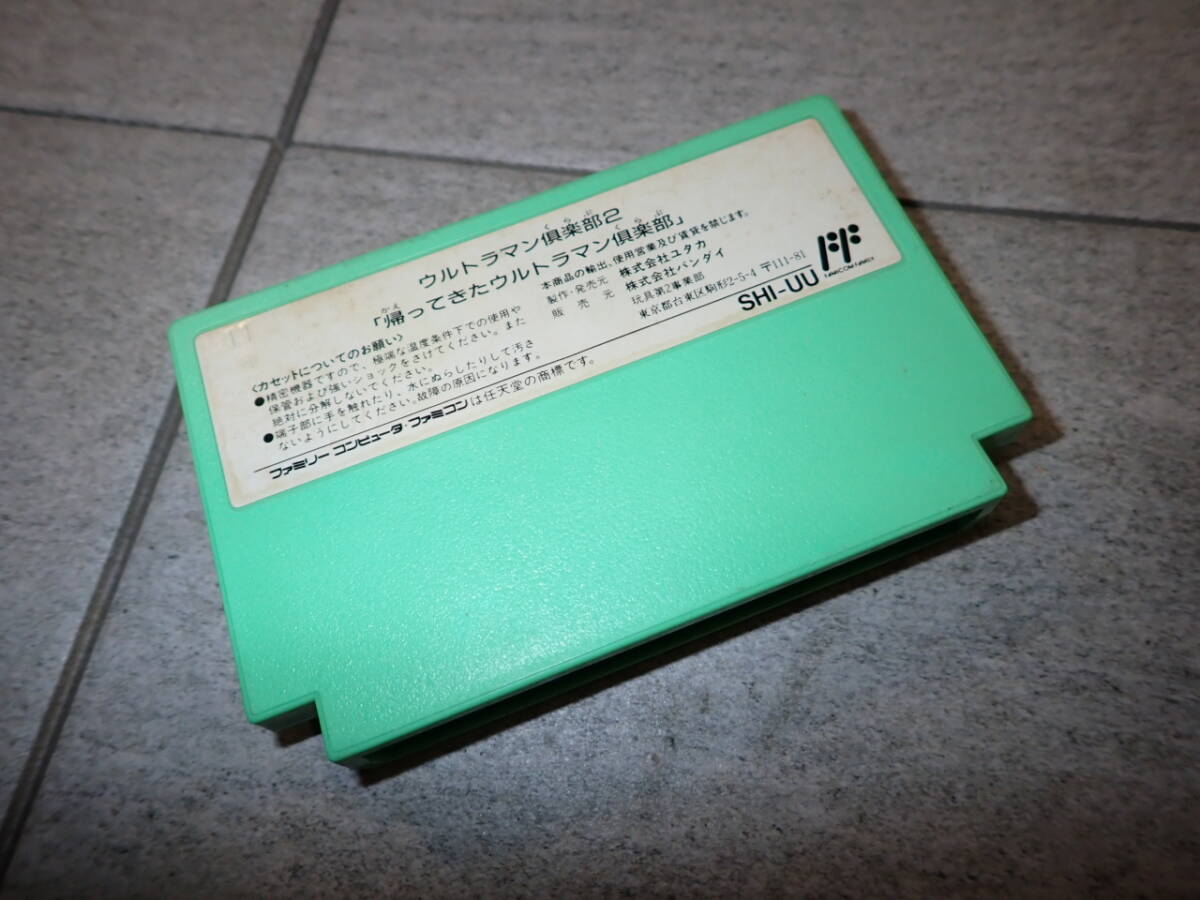 ウルトラマン倶楽部2
くらぶ
「帰ってきたウルトラマン倶楽部」
かえ
くらぶ
本商品の輸出、使用営業及び賃貸を禁じます。
製作・発売元 株式会社ユタカ
販売元 株式会社バンダイ
玩具第2事業部
東京都台東区駒形2-5-4 〒111-81
SHI-UU
FAMICOM FAMILY
〈カセットについてのお願い〉
●精密機器ですので、極端な温度条件下での使用や
保管および強いショックをさけてください。また
絶対に分解しないでください。
●端子部に手を触れたり、水にぬらしたりして汚さ
ないようにしてください。故障の原因になります。
ファミリーコンピュータ・ファミコンは任天堂の商標です。